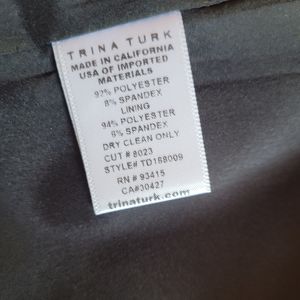 TRINA TURK
MADE IN CALIFORNIA
USA OF IMPORTED
MATERIALS
92% POLYESTER
8% SPANDEX
LINING
94% POLYESTER
6% SPANDEX
DRY CLEAN ONLY
CUT # 8023
STYLE# TD168009
RN # 93415
CA#30427
trinaturk.com